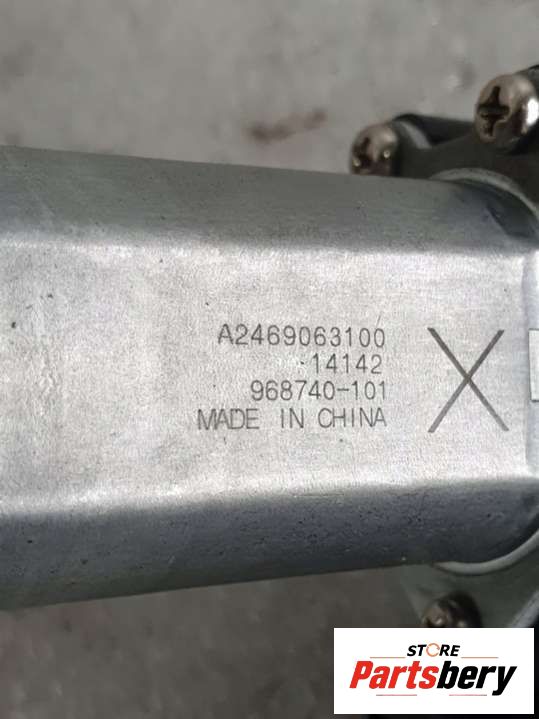 A2469063100
14142
968740-101
MADE IN CHINA
X
STORE
Partsbery